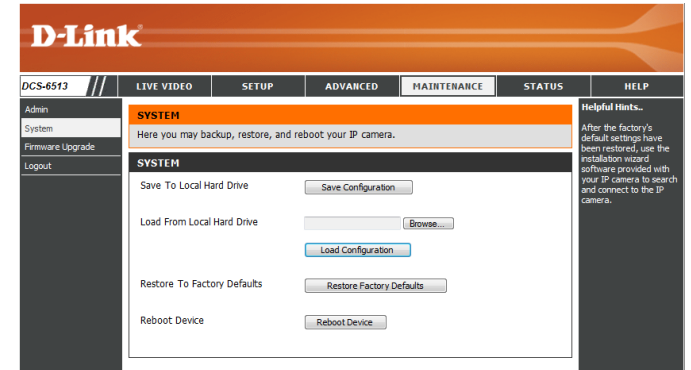 D-Link
DCS-6513
LIVE VIDEO SETUP ADVANCED MAINTENANCE STATUS HELP
Admin
System
Firmware Upgrade
Logout
SYSTEM
Here you may backup, restore, and reboot your IP camera.
SYSTEM
Save To Local Hard Drive Save Configuration
Load From Local Hard Drive Browse...
Load Configuration
Restore To Factory Defaults Restore Factory Defaults
Reboot Device Reboot Device
Helpful Hints..
After the factory's
default settings have
been restored, use the
installation wizard
software provided with
your IP camera to search
and connect to the IP
camera.